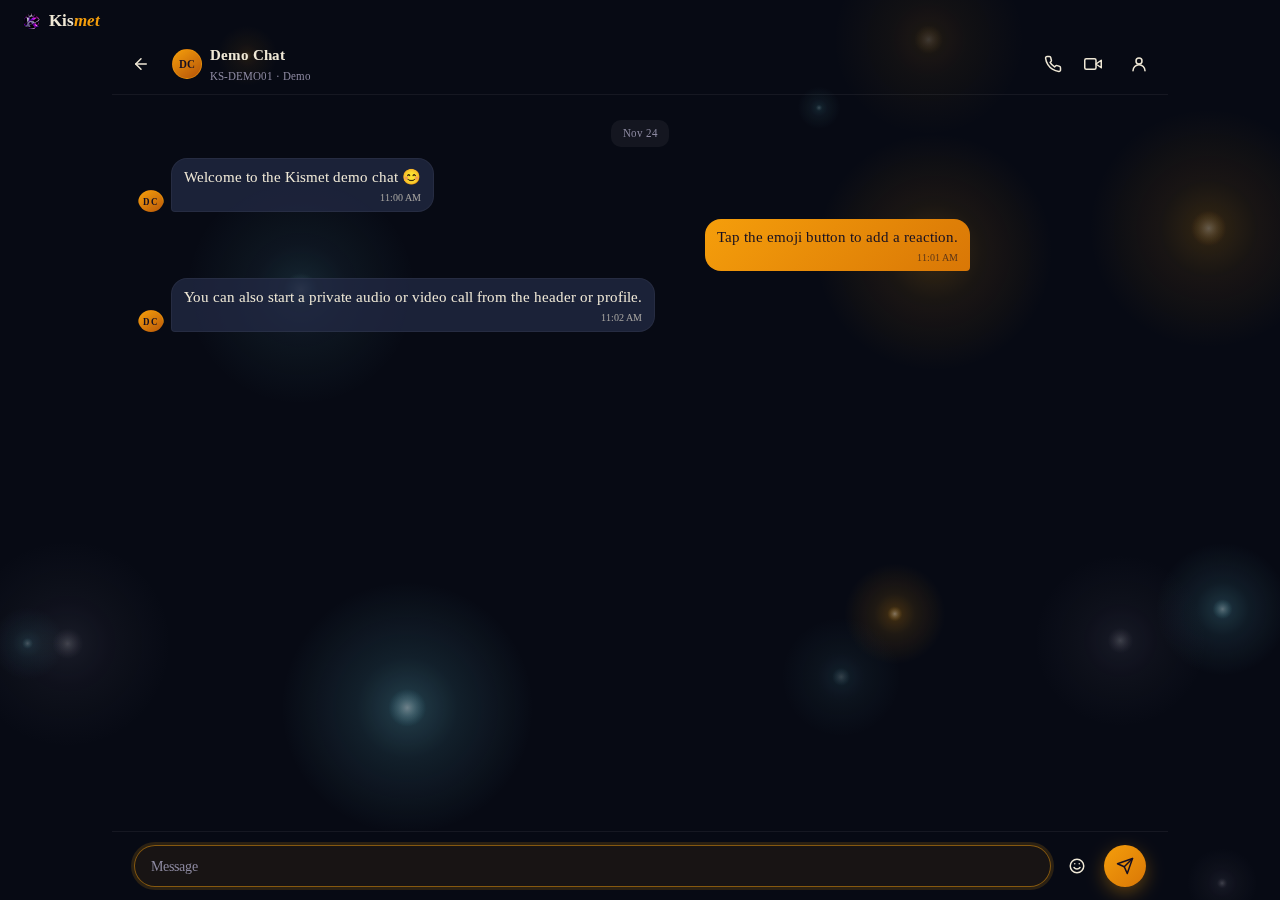 Kismet
DC
Demo Chat
KS-DEMO01 · Demo
Nov 24
Welcome to the Kismet demo chat 😊
11:00 AM
DC
Tap the emoji button to add a reaction.
11:01 AM
You can also start a private audio or video call from the header or profile.
11:02 AM
DC
Message